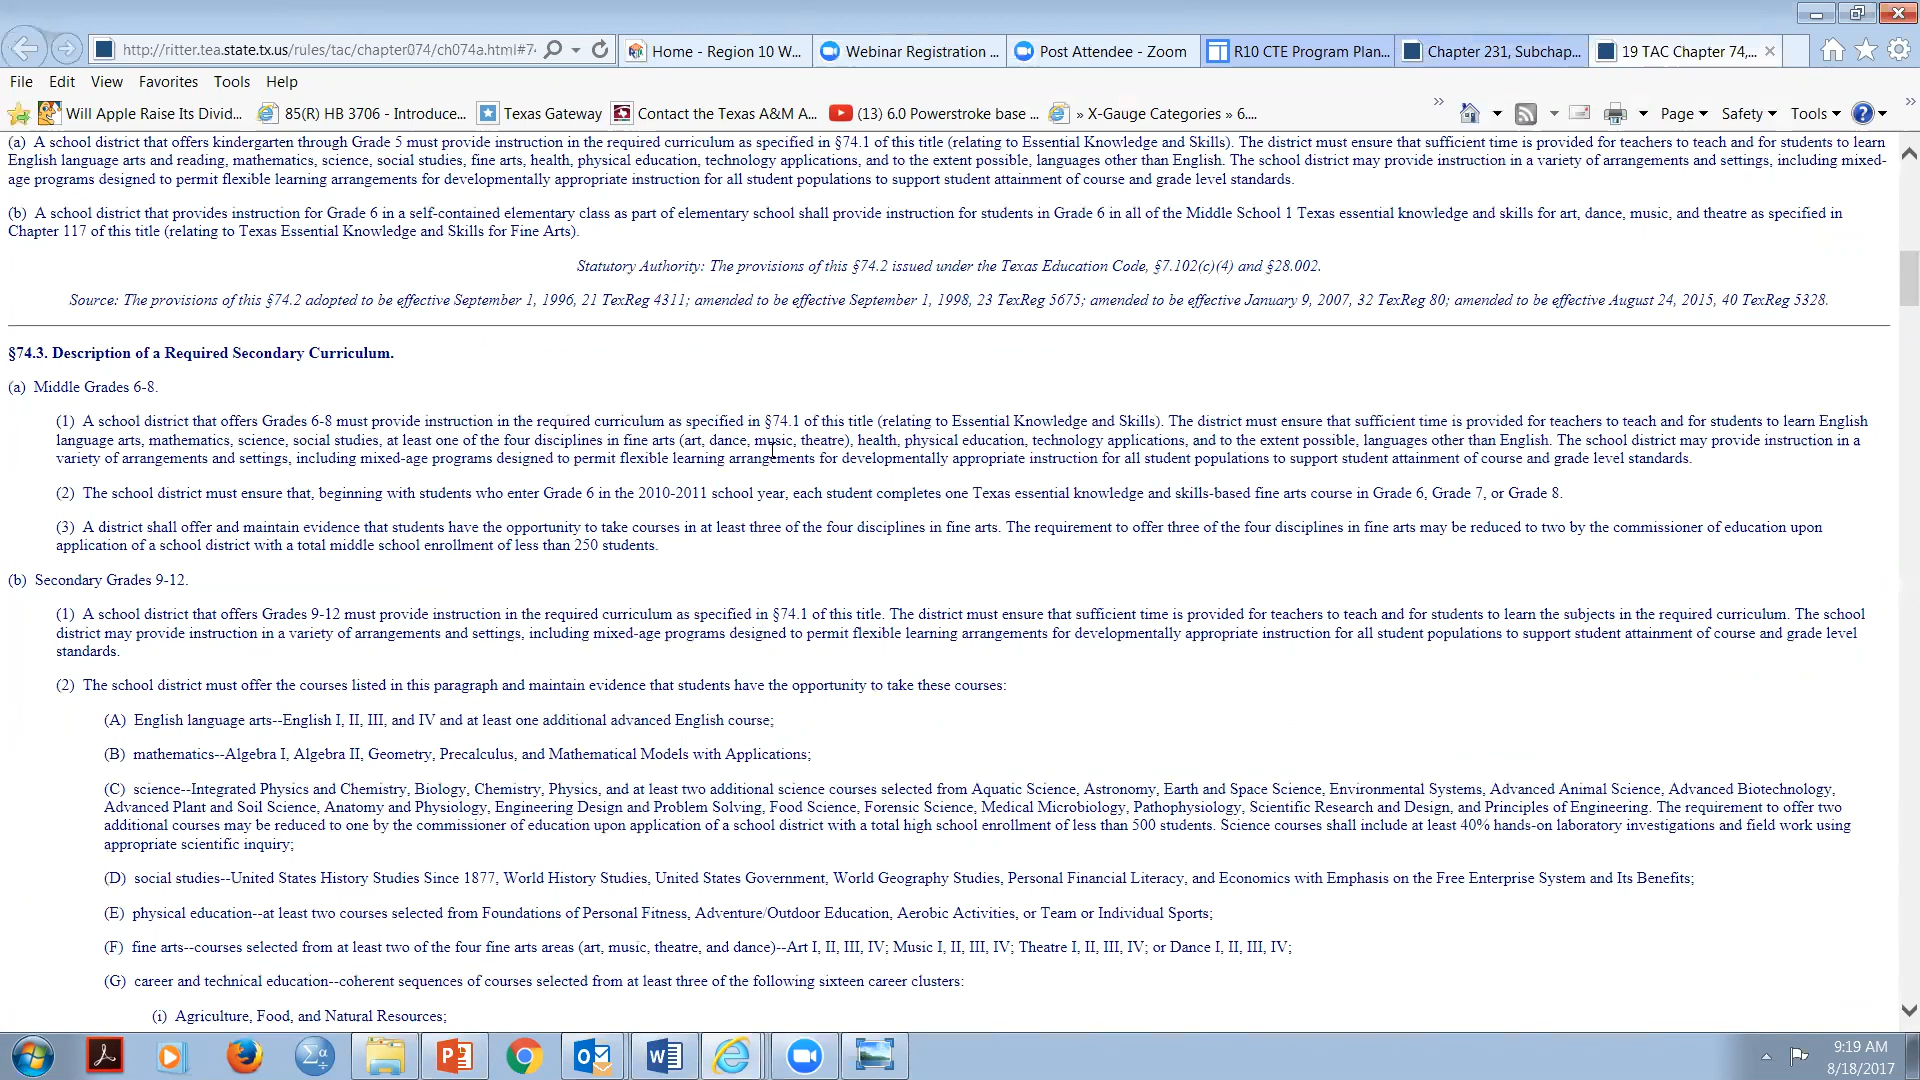 http://ritter.tea.state.tx.us/rules/tac/chapter074/ch074a.html#7
Home - Region 10 W...
Webinar Registration ...
Post Attendee - Zoom
R10 CTE Program Plan...
Chapter 231, Subchap...
19 TAC Chapter 74,...
File Edit View Favorites Tools Help
Will Apple Raise Its Divid...
85(R) HB 3706 - Introduce...
Texas Gateway
Contact the Texas A&M A...
(13) 6.0 Powerstroke base ...
» X-Gauge Categories » 6....
Page Safety Tools
(a) A school district that offers kindergarten through Grade 5 must provide instruction in the required curriculum as specified in §74.1 of this title (relating to Essential Knowledge and Skills). The district must ensure that sufficient time is provided for teachers to teach and for students to learn
English language arts and reading, mathematics, science, social studies, fine arts, health, physical education, technology applications, and to the extent possible, languages other than English. The school district may provide instruction in a variety of arrangements and settings, including mixed-
age programs designed to permit flexible learning arrangements for developmentally appropriate instruction for all student populations to support student attainment of course and grade level standards.
(b) A school district that provides instruction for Grade 6 in a self-contained elementary class as part of elementary school shall provide instruction for students in Grade 6 in all of the Middle School 1 Texas essential knowledge and skills for art, dance, music, and theatre as specified in
Chapter 117 of this title (relating to Texas Essential Knowledge and Skills for Fine Arts).
Statutory Authority: The provisions of this §74.2 issued under the Texas Education Code, §7.102(c)(4) and §28.002.
Source: The provisions of this §74.2 adopted to be effective September 1, 1996, 21 TexReg 4311; amended to be effective September 1, 1998, 23 TexReg 5675; amended to be effective January 9, 2007, 32 TexReg 80; amended to be effective August 24, 2015, 40 TexReg 5328.
§74.3. Description of a Required Secondary Curriculum.
(a) Middle Grades 6-8.
(1) A school district that offers Grades 6-8 must provide instruction in the required curriculum as specified in §74.1 of this title (relating to Essential Knowledge and Skills). The district must ensure that sufficient time is provided for teachers to teach and for students to learn English
language arts, mathematics, science, social studies, at least one of the four disciplines in fine arts (art, dance, music, theatre), health, physical education, technology applications, and to the extent possible, languages other than English. The school district may provide instruction in a
variety of arrangements and settings, including mixed-age programs designed to permit flexible learning arrangements for developmentally appropriate instruction for all student populations to support student attainment of course and grade level standards.
(2) The school district must ensure that, beginning with students who enter Grade 6 in the 2010-2011 school year, each student completes one Texas essential knowledge and skills-based fine arts course in Grade 6, Grade 7, or Grade 8.
(3) A district shall offer and maintain evidence that students have the opportunity to take courses in at least three of the four disciplines in fine arts. The requirement to offer three of the four disciplines in fine arts may be reduced to two by the commissioner of education upon
application of a school district with a total middle school enrollment of less than 250 students.
(b) Secondary Grades 9-12.
(1) A school district that offers Grades 9-12 must provide instruction in the required curriculum as specified in §74.1 of this title. The district must ensure that sufficient time is provided for teachers to teach and for students to learn the subjects in the required curriculum. The school
district may provide instruction in a variety of arrangements and settings, including mixed-age programs designed to permit flexible learning arrangements for developmentally appropriate instruction for all student populations to support student attainment of course and grade level
standards.
(2) The school district must offer the courses listed in this paragraph and maintain evidence that students have the opportunity to take these courses:
(A) English language arts--English I, II, III, and IV and at least one additional advanced English course;
(B) mathematics--Algebra I, Algebra II, Geometry, Precalculus, and Mathematical Models with Applications;
(C) science--Integrated Physics and Chemistry, Biology, Chemistry, Physics, and at least two additional science courses selected from Aquatic Science, Astronomy, Earth and Space Science, Environmental Systems, Advanced Animal Science, Advanced Biotechnology,
Advanced Plant and Soil Science, Anatomy and Physiology, Engineering Design and Problem Solving, Food Science, Forensic Science, Medical Microbiology, Pathophysiology, Scientific Research and Design, and Principles of Engineering. The requirement to offer two
additional courses may be reduced to one by the commissioner of education upon application of a school district with a total high school enrollment of less than 500 students. Science courses shall include at least 40% hands-on laboratory investigations and field work using
appropriate scientific inquiry;
(D) social studies--United States History Studies Since 1877, World History Studies, United States Government, World Geography Studies, Personal Financial Literacy, and Economics with Emphasis on the Free Enterprise System and Its Benefits;
(E) physical education--at least two courses selected from Foundations of Personal Fitness, Adventure/Outdoor Education, Aerobic Activities, or Team or Individual Sports;
(F) fine arts--courses selected from at least two of the four fine arts areas (art, music, theatre, and dance)--Art I, II, III, IV; Music I, II, III, IV; Theatre I, II, III, IV; or Dance I, II, III, IV;
(G) career and technical education--coherent sequences of courses selected from at least three of the following sixteen career clusters:
(i) Agriculture, Food, and Natural Resources;
9:19 AM
8/18/2017